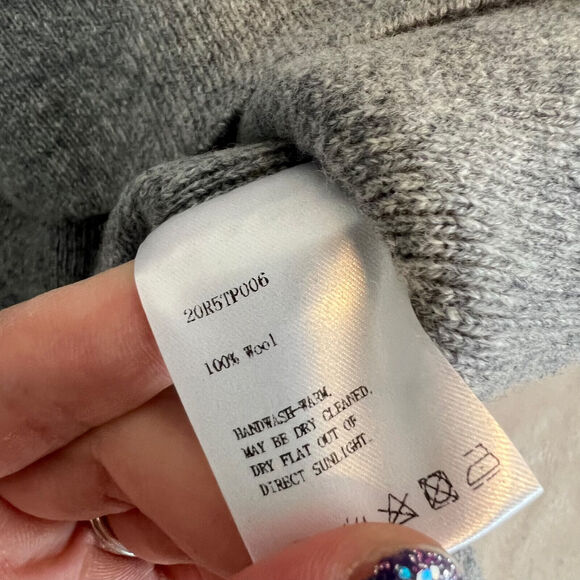 20R5TP006
100% Wool
HANDWASH-WARM.
MAY BE DRY CLEANED.
DRY FLAT OUT OF
DIRECT SUNLIGHT.